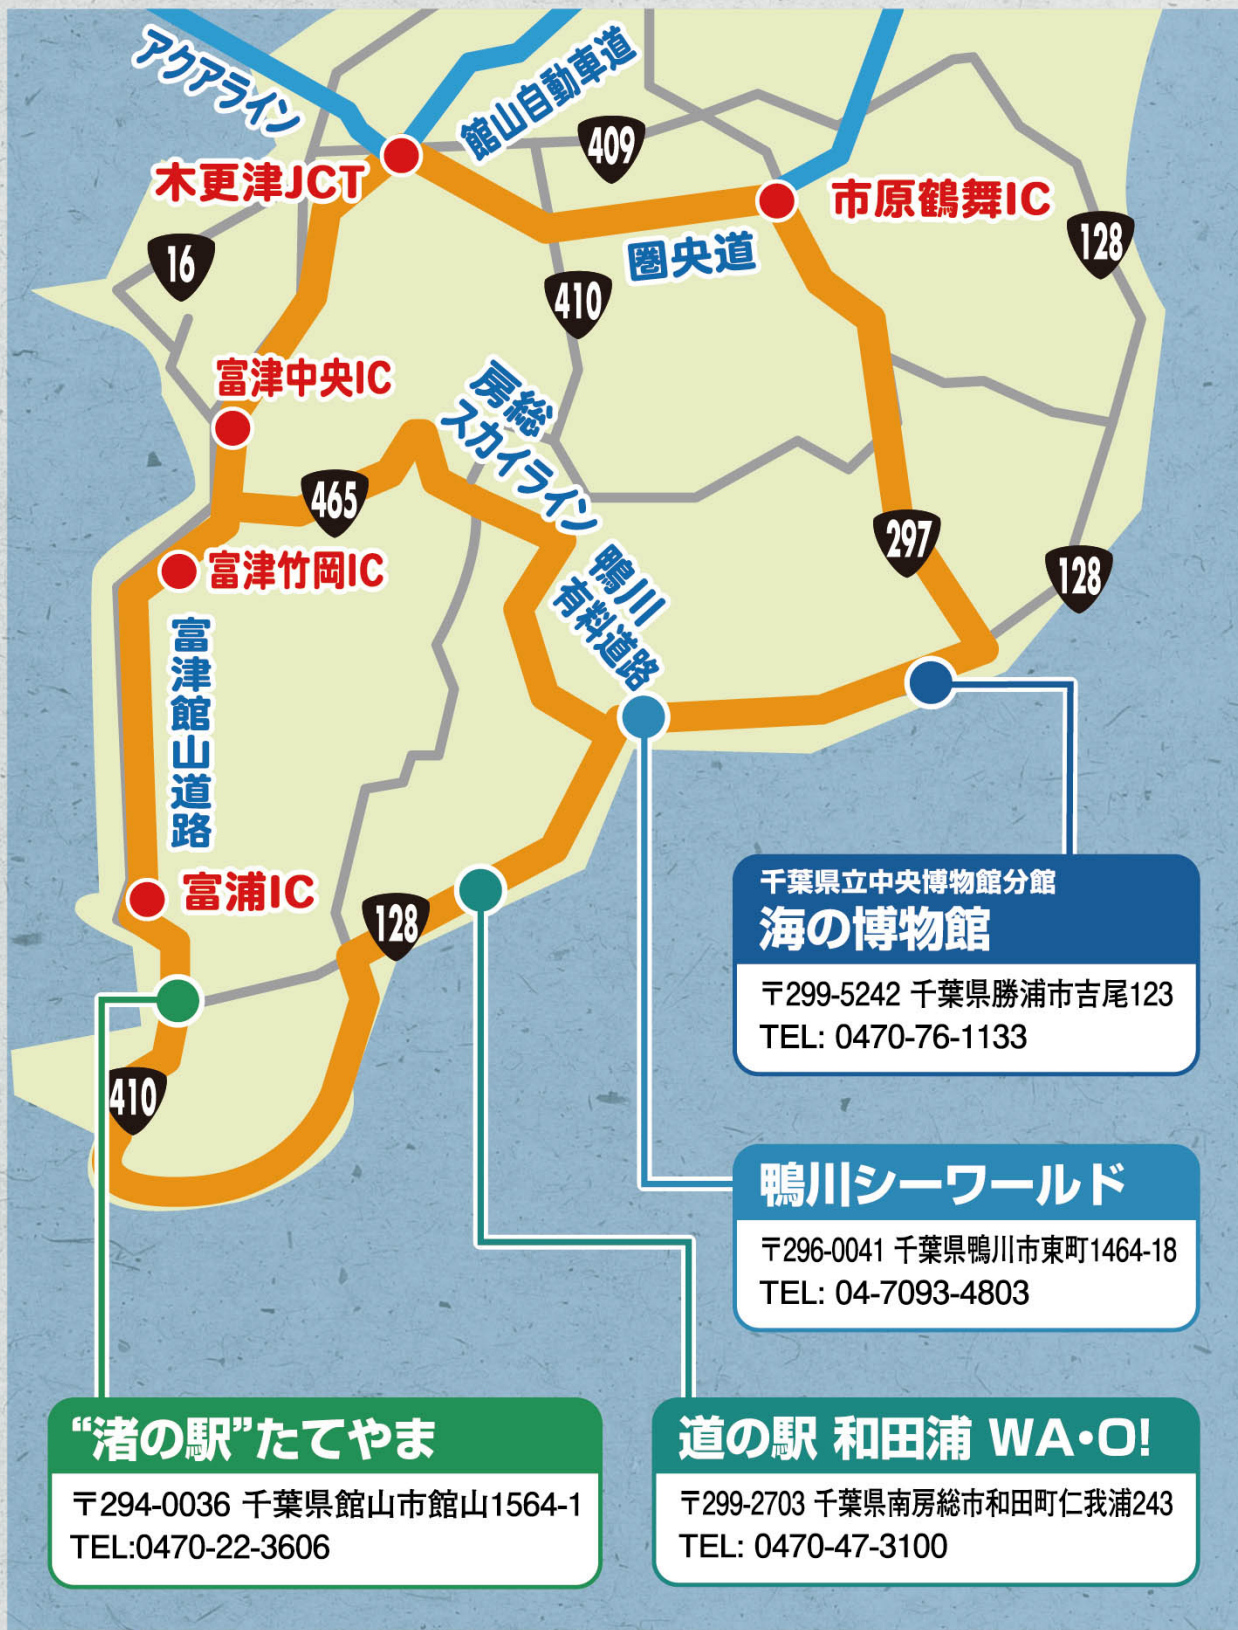 アクアライン
館山自動車道
409
木更津JCT
市原鶴舞IC
16
128
圏央道
410
富津中央IC
房総
スカイライン
465
297
富津竹岡IC
鴨川
有料道路
128
富津館山道路
富浦IC
128
410
千葉県立中央博物館分館
海の博物館
〒299-5242 千葉県勝浦市吉尾123
TEL: 0470-76-1133
鴨川シーワールド
〒296-0041 千葉県鴨川市東町1464-18
TEL: 04-7093-4803
“渚の駅”たてやま
〒294-0036 千葉県館山市館山1564-1
TEL:0470-22-3606
道の駅 和田浦 WA・O!
〒299-2703 千葉県南房総市和田町仁我浦243
TEL: 0470-47-3100